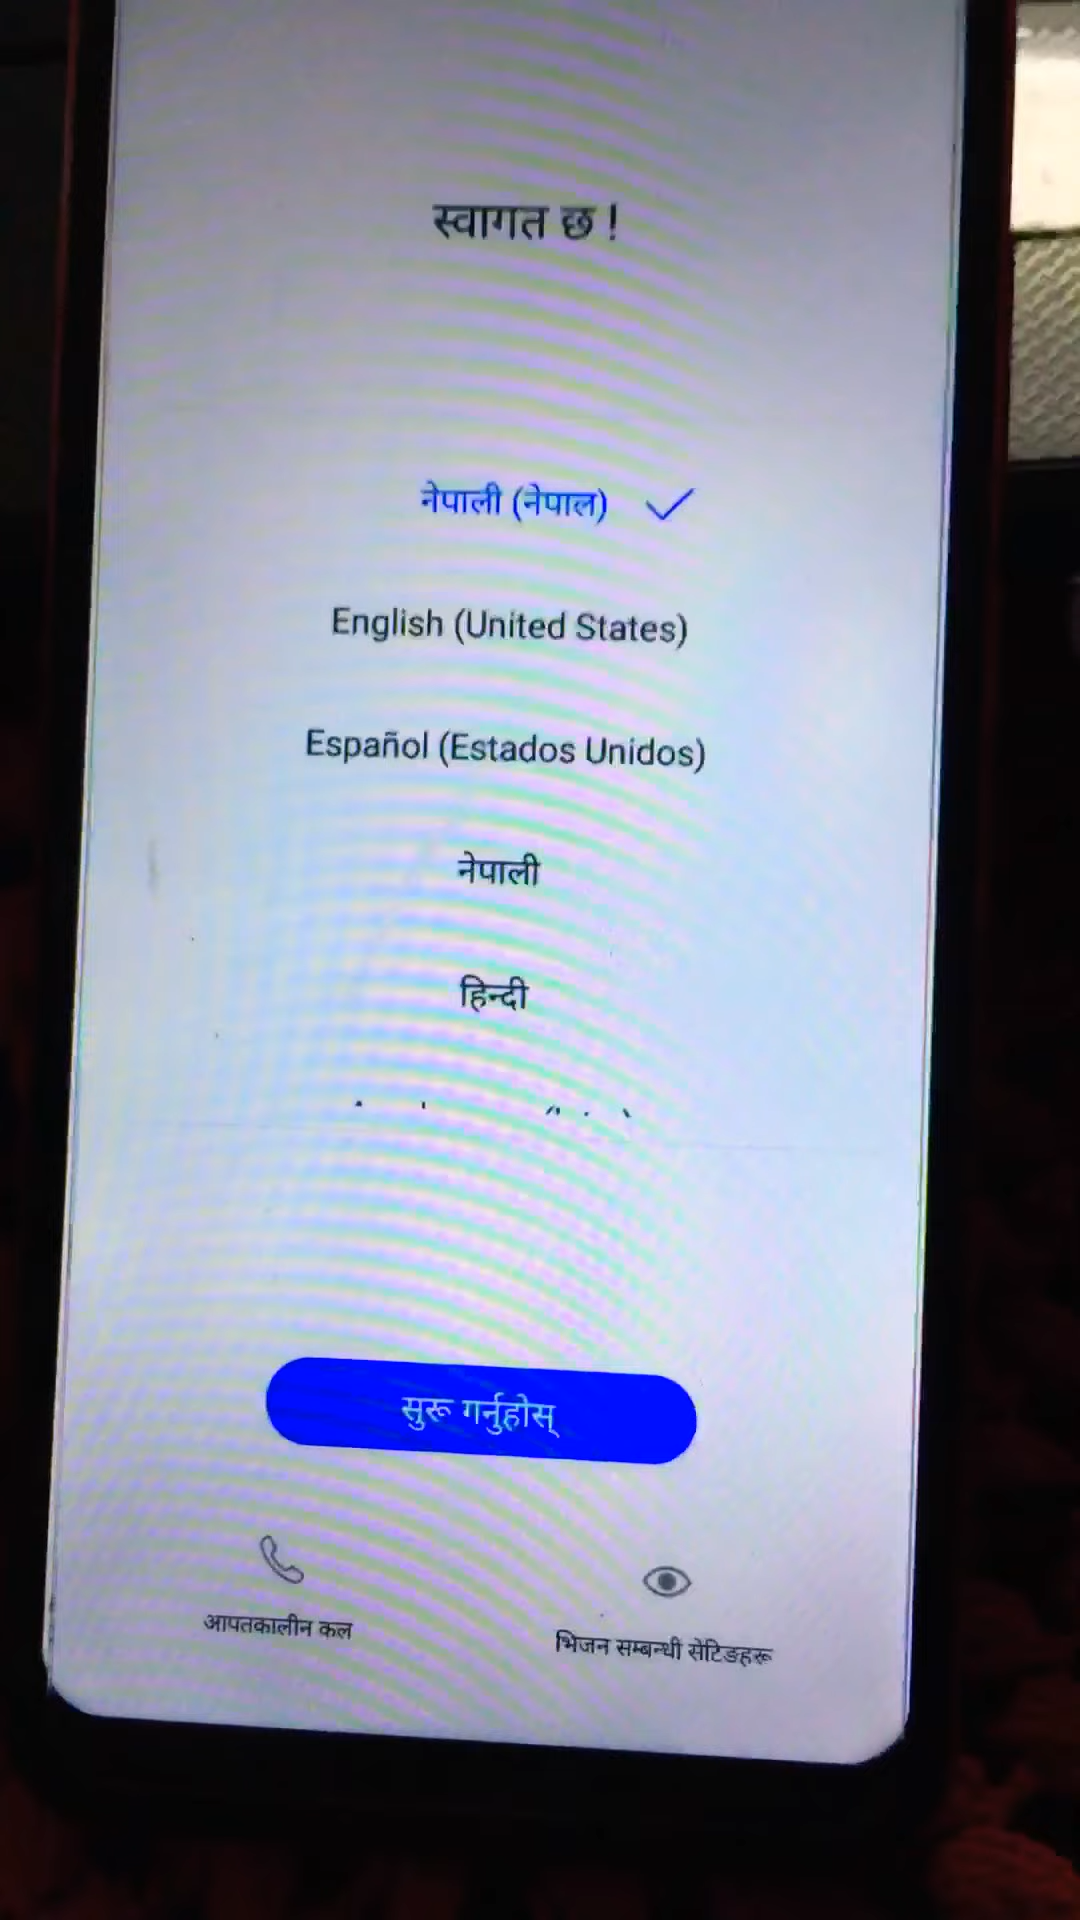 स्वागत छ !
नेपाली (नेपाल)
English (United States)
Español (Estados Unidos)
नेपाली
हिन्दी
सुरू गर्नुहोस्
आपतकालीन कल
भिजन सम्बन्धी सेटिङहरू